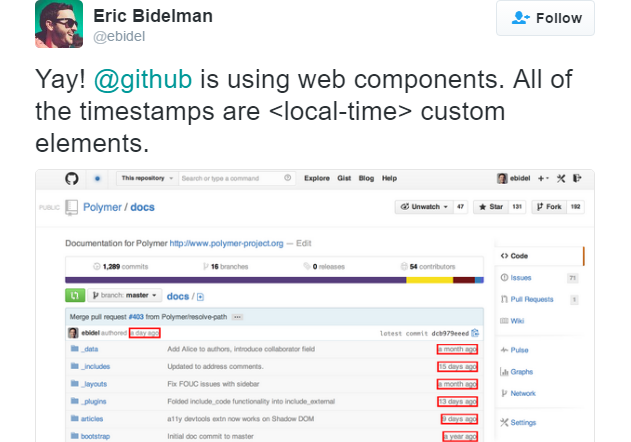 Eric Bidelman
@ebidel
Follow
Yay! @github is using web components. All of
the timestamps are <local-time> custom
elements.
This repository
Search or type a command
Explore Gist Blog Help
ebidel
PUBLIC
Polymer / docs
Unwatch 47
Star 131
Fork 192
Documentation for Polymer http://www.polymer-project.org — Edit
1,289 commits
16 branches
0 releases
54 contributors
branch: master
docs /
Merge pull request #403 from Polymer/resolve-path
ebidel authored a day ago
latest commit dcb979eeed
_data Add Alice to authors, introduce collaborator field a month ago
_includes Updated to address comments. 15 days ago
_layouts Fix FOUC issues with sidebar a month ago
_plugins Folded include_code functionality into include_external 13 days ago
articles a11y devtools extn now works on Shadow DOM 9 days ago
bootstrap Initial doc commit to master a year ago
<> Code
Issues 71
Pull Requests 1
Wiki
Pulse
Graphs
Network
Settings